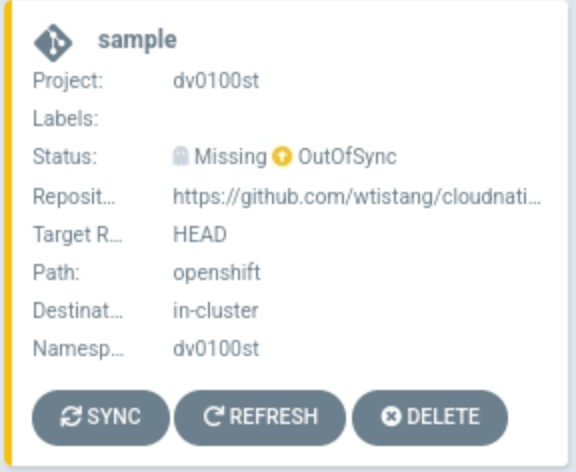 sample
Project: dv0100st
Labels:
Status: Missing OutOfSync
Reposit... https://github.com/wtistang/cloudnati...
Target R... HEAD
Path: openshift
Destinat... in-cluster
Namesp... dv0100st
SYNC REFRESH DELETE